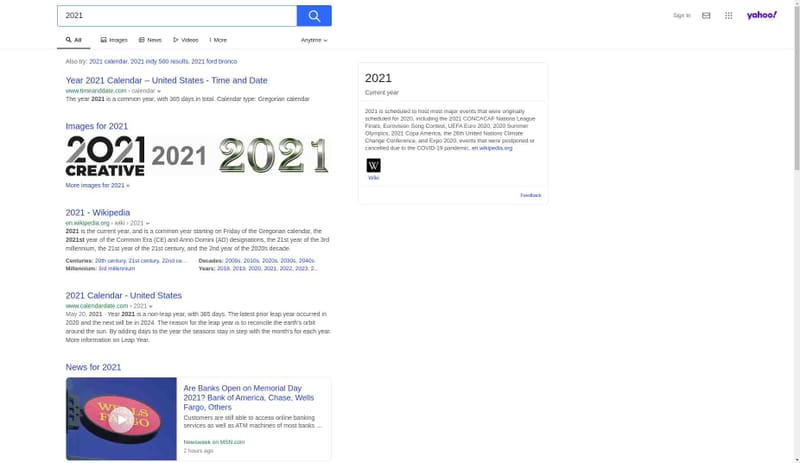 2021
Sign in
yahoo!
All
Images
News
Videos
More
Anytime
Also try: 2021 calendar, 2021 indy 500 results, 2021 ford bronco
Year 2021 Calendar – United States - Time and Date
www.timeanddate.com › calendar
The year 2021 is a common year, with 365 days in total. Calendar type: Gregorian calendar
Images for 2021
2021
CREATIVE
2021
2021
More images for 2021 »
2021 - Wikipedia
en.wikipedia.org › wiki › 2021
2021 is the current year, and is a common year starting on Friday of the Gregorian calendar, the
2021st year of the Common Era (CE) and Anno Domini (AD) designations, the 21st year of the 3rd
millennium, the 21st year of the 21st century, and the 2nd year of the 2020s decade.
Centuries: 20th century, 21st century, 22nd ce...
Decades: 2000s, 2010s, 2020s, 2030s, 2040s
Millennium: 3rd millennium
Years: 2018, 2019, 2020, 2021, 2022, 2023, 2...
2021 Calendar - United States
www.calendardate.com › 2021
May 20, 2021 · Year 2021 is a non-leap year, with 365 days. The latest prior leap year occurred in
2020 and the next will be in 2024. The reason for the leap year is to reconcile the earth's orbit
around the sun. By adding days to the year the seasons stay in step with the month's for each year.
More information on Leap Year.
News for 2021
WELLS
FARGO
Are Banks Open on Memorial Day
2021? Bank of America, Chase, Wells
Fargo, Others
Customers are still able to access online banking
services as well as ATM machines of most banks ...
Newsweek on MSN.com
2 hours ago
2021
Current year
2021 is scheduled to host most major events that were originally
scheduled for 2020, including the 2021 CONCACAF Nations League
Finals, Eurovision Song Contest, UEFA Euro 2020, 2020 Summer
Olympics, 2021 Copa America, the 26th United Nations Climate
Change Conference, and Expo 2020, events that were postponed or
cancelled due to the COVID-19 pandemic. en.wikipedia.org
W
Wiki
Feedback